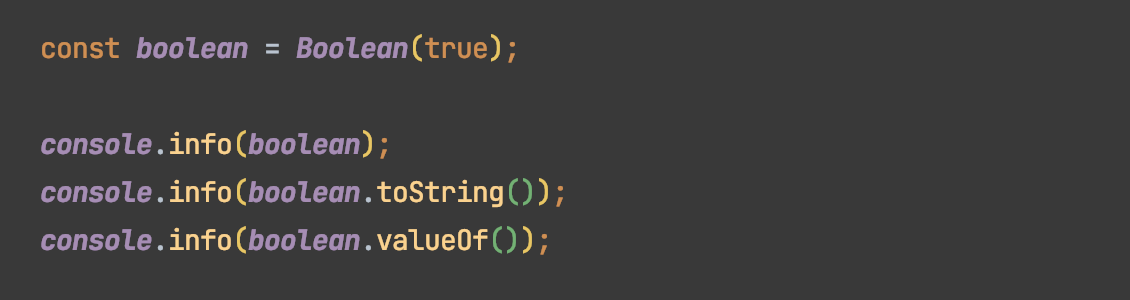 const boolean = Boolean(true);
console.info(boolean);
console.info(boolean.toString());
console.info(boolean.valueOf());